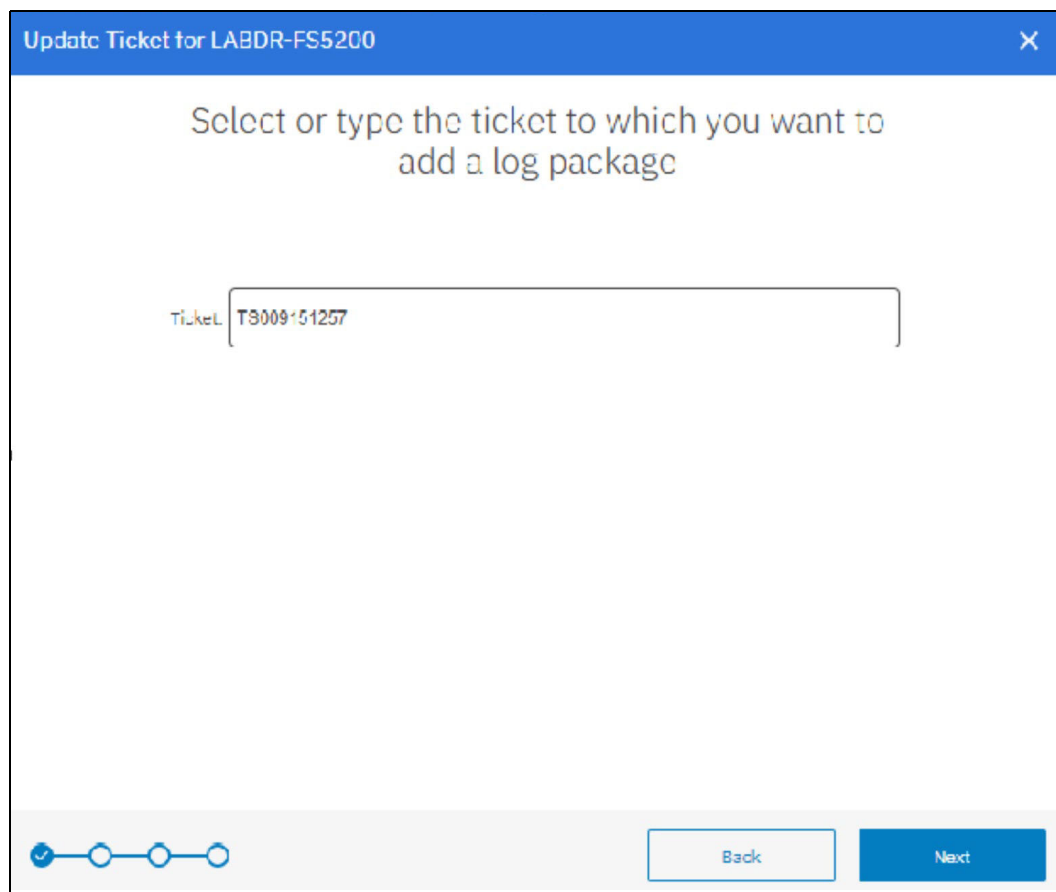 Update Ticket for LABDR-FS5200
Select or type the ticket to which you want to
add a log package
Ticket:
TS009151257
Back
Next